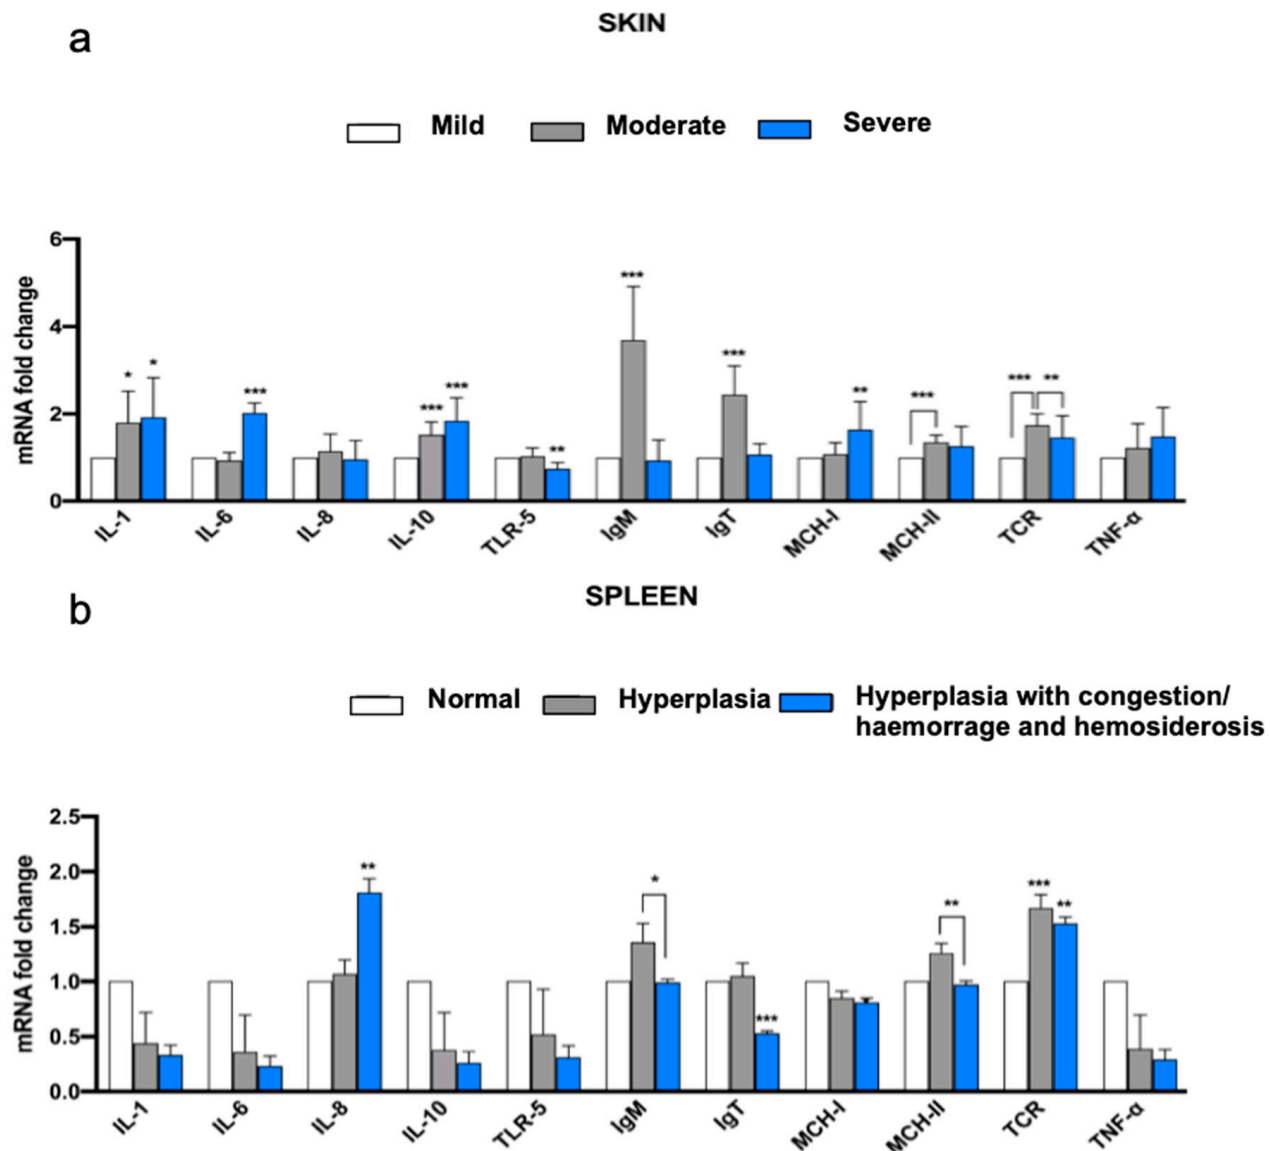 a
SKIN
Mild Moderate Severe
mRNA fold change
6
4
2
0
* * *** *** *** ** *** *** ** *** *** **
IL-1 IL-6 IL-8 IL-10 TLR-5 IgM IgT MCH-I MCH-II TCR TNF-α
b
SPLEEN
Normal Hyperplasia Hyperplasia with congestion/
haemorrage and hemosiderosis
mRNA fold change
2.5
2.0
1.5
1.0
0.5
0.0
** * *** ** *** **
IL-1 IL-6 IL-8 IL-10 TLR-5 IgM IgT MCH-I MCH-II TCR TNF-α